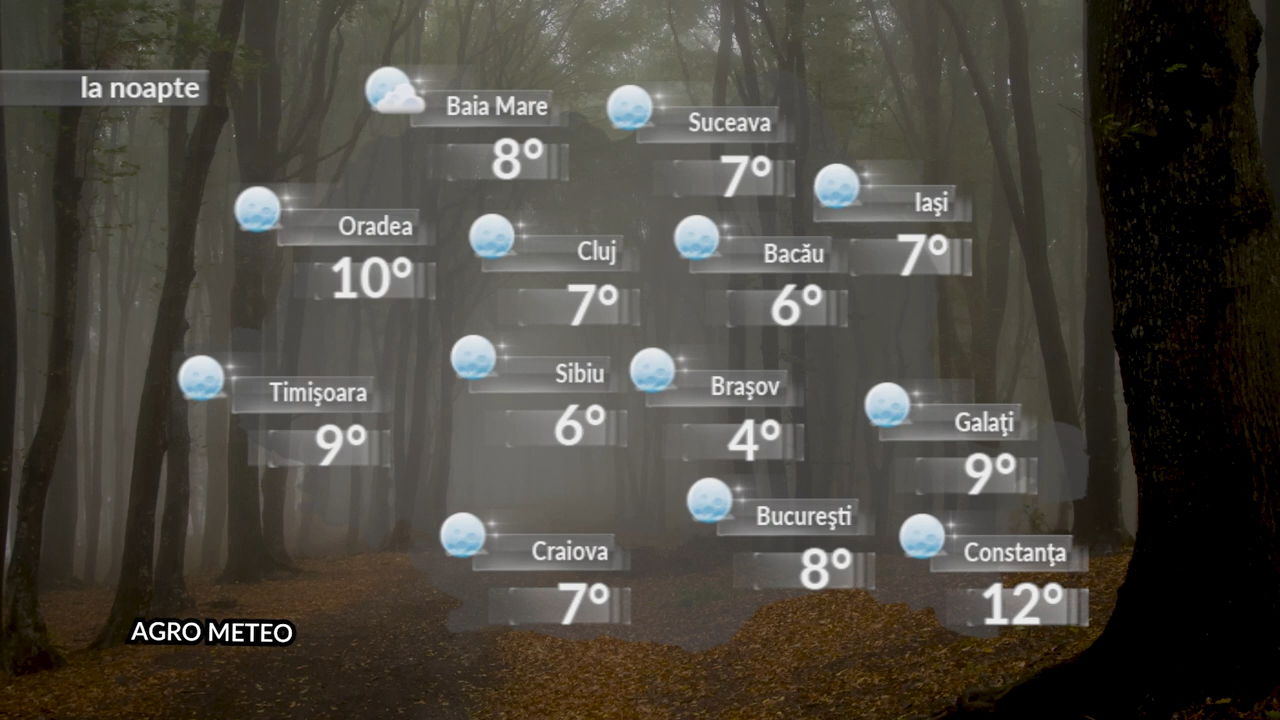 la noapte
Baia Mare
8°
Suceava
7°
Iaşi
7°
Oradea
10°
Cluj
7°
Bacău
6°
Timişoara
9°
Sibiu
6°
Braşov
4°
Galaţi
9°
Bucureşti
8°
Craiova
7°
Constanţa
12°
AGRO METEO